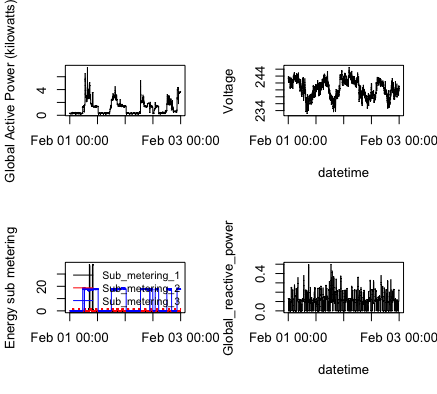 Global Active Power (kilowatts)
0 4
Feb 01 00:00 Feb 03 00:00
Voltage
234 244
Feb 01 00:00 Feb 03 00:00
datetime
Energy sub metering
0 20
Sub_metering_1
Sub_metering_2
Sub_metering_3
Feb 01 00:00 Feb 03 00:00
Global_reactive_power
0.0 0.4
Feb 01 00:00 Feb 03 00:00
datetime